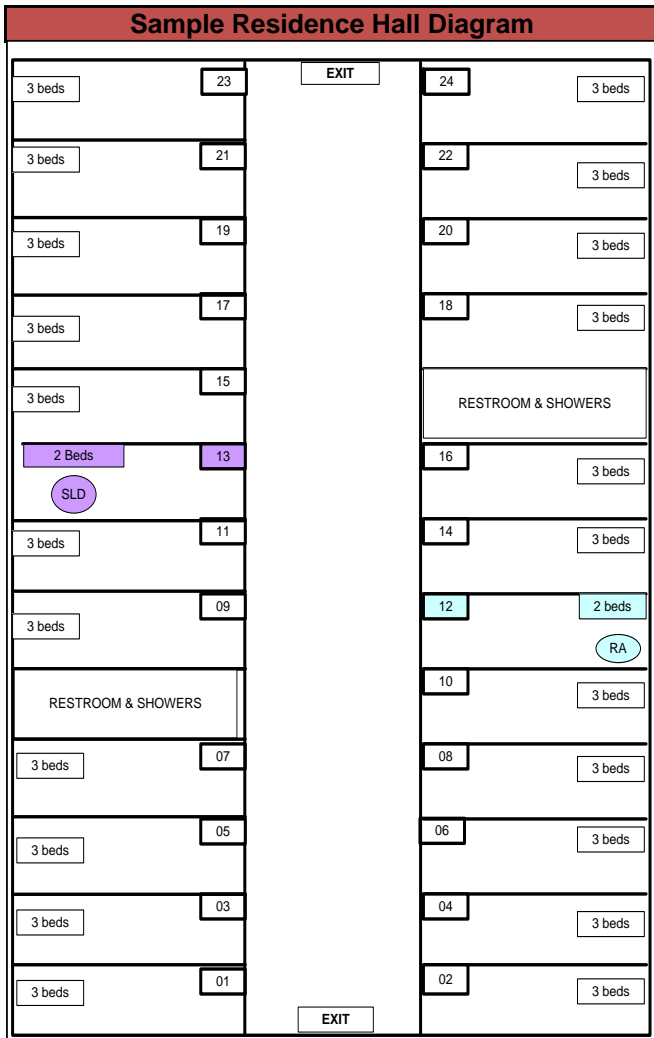 Sample Residence Hall Diagram
EXIT
23
24
3 beds
3 beds
21
22
3 beds
3 beds
19
20
3 beds
3 beds
17
18
3 beds
3 beds
15
3 beds
RESTROOM & SHOWERS
2 Beds
13
16
3 beds
SLD
11
14
3 beds
3 beds
09
12
2 beds
3 beds
RA
10
RESTROOM & SHOWERS
3 beds
07
08
3 beds
3 beds
05
06
3 beds
3 beds
03
04
3 beds
3 beds
01
02
3 beds
3 beds
EXIT